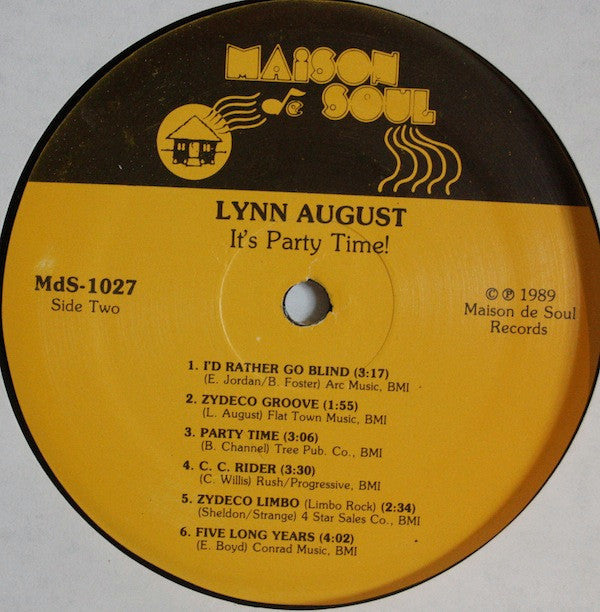 MAISON
de SOUL
LYNN AUGUST
It's Party Time!
MdS-1027
Side Two
© ℗ 1989
Maison de Soul
Records
1. I'D RATHER GO BLIND (3:17)
(E. Jordan/B. Foster) Arc Music, BMI
2. ZYDECO GROOVE (1:55)
(L. August) Flat Town Music, BMI
3. PARTY TIME (3:06)
(B. Channel) Tree Pub. Co., BMI
4. C. C. RIDER (3:30)
(C. Willis) Rush/Progressive, BMI
5. ZYDECO LIMBO (Limbo Rock) (2:34)
(Sheldon/Strange) 4 Star Sales Co., BMI
6. FIVE LONG YEARS (4:02)
(E. Boyd) Conrad Music, BMI